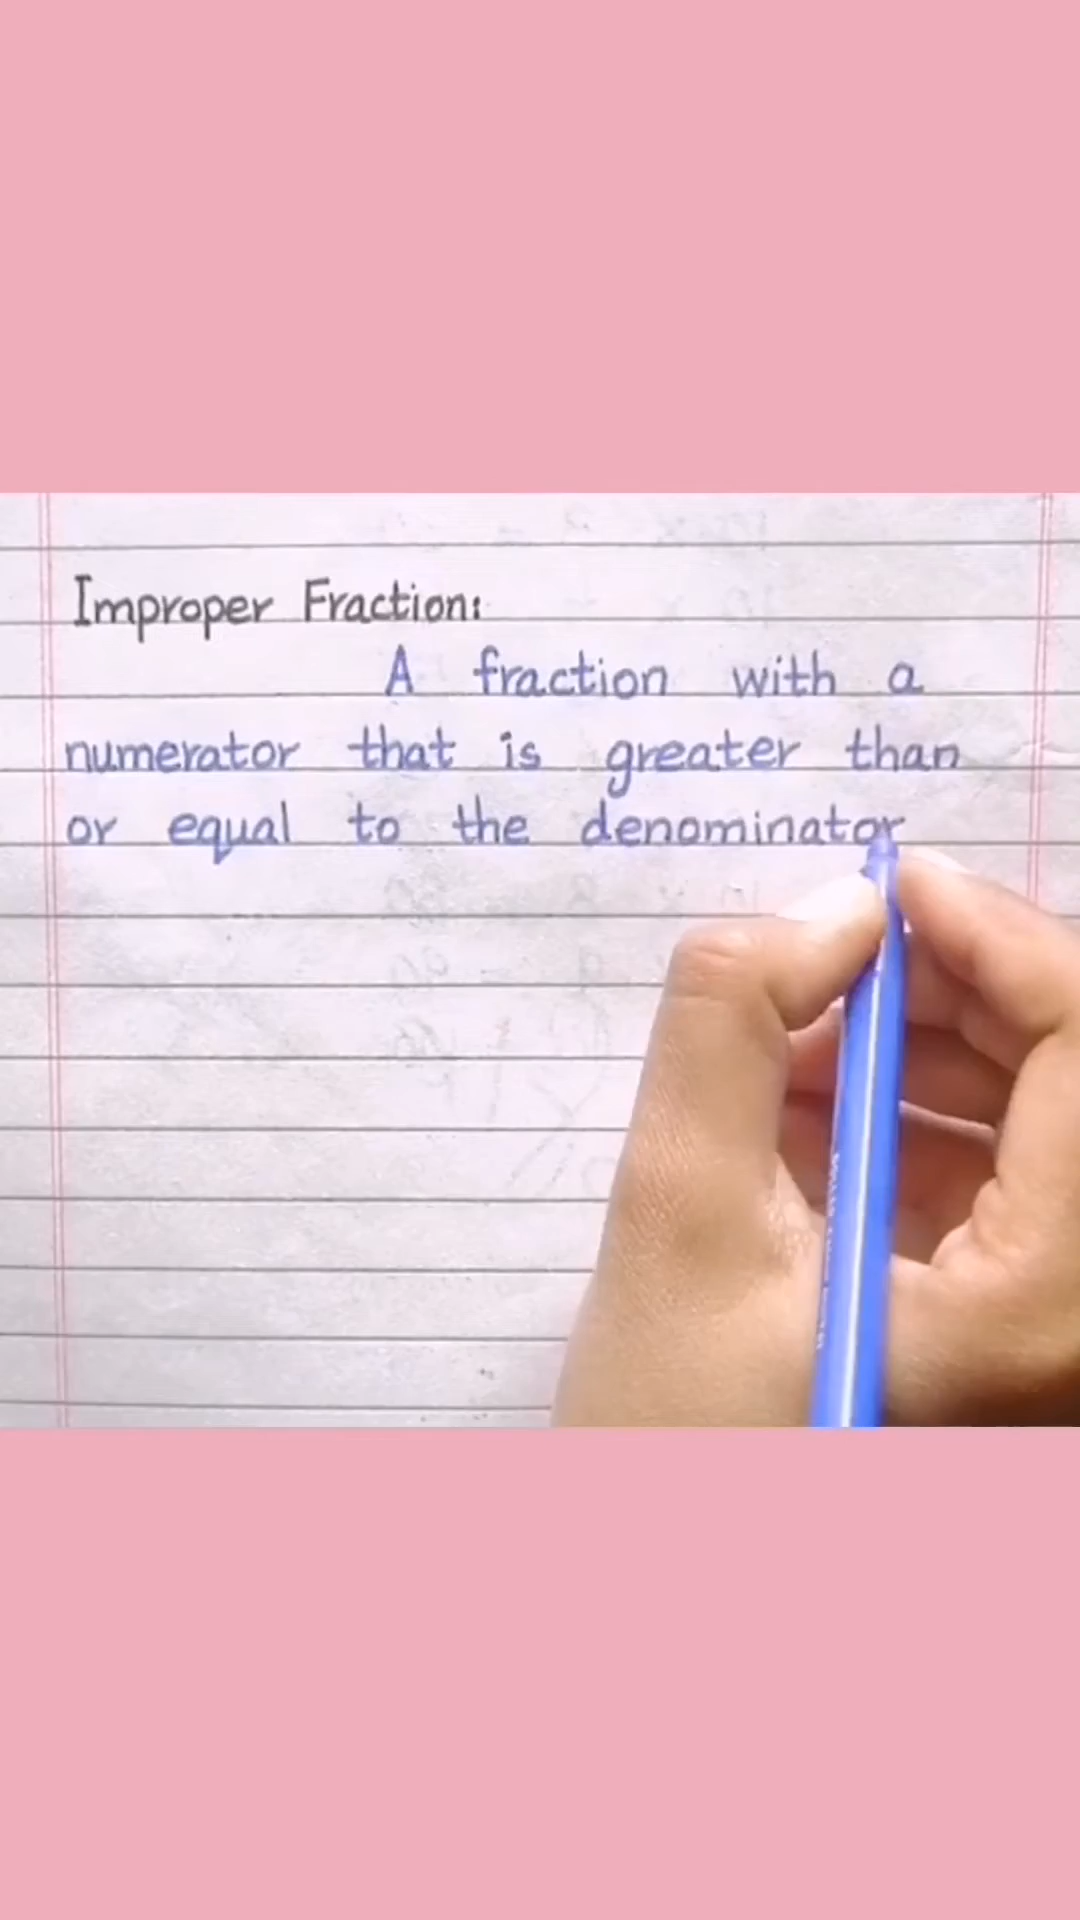 Improper Fraction:
A fraction with a
numerator that is greater than
or equal to the denominator